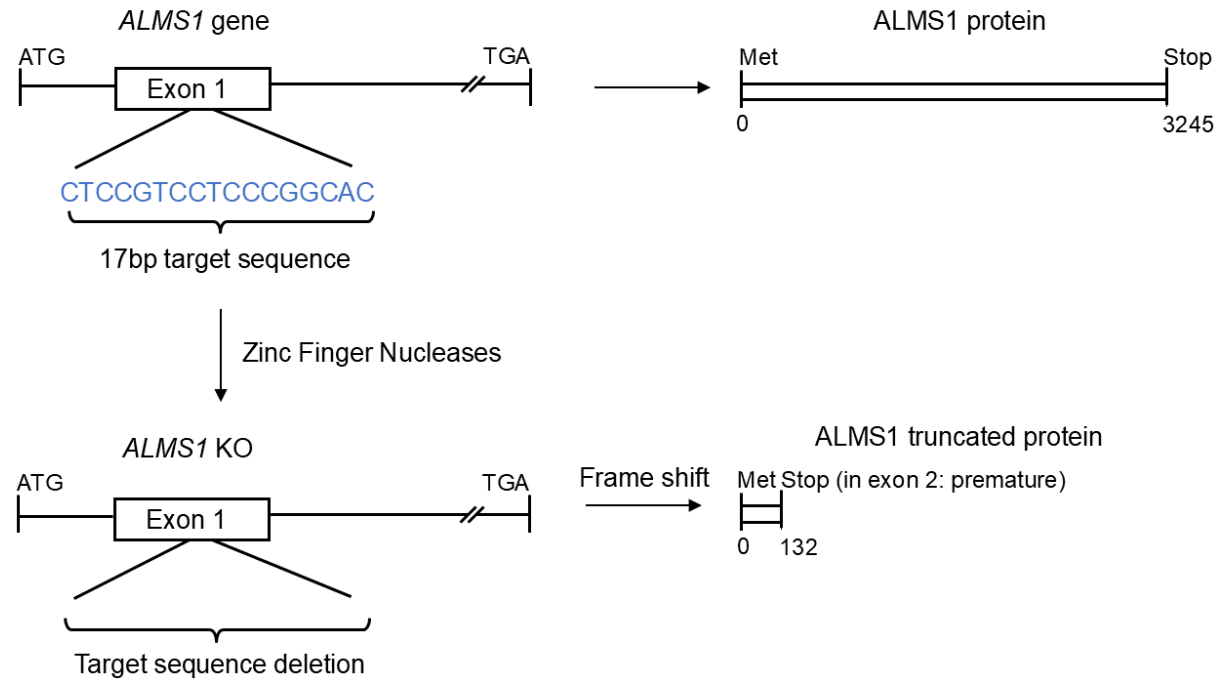 ALMS1 gene
ATG
TGA
Exon 1
CTCCGTCCTCCCGGCAC
17bp target sequence
ALMS1 protein
Met
Stop
0
3245
Zinc Finger Nucleases
ALMS1 KO
ATG
TGA
Exon 1
Target sequence deletion
Frame shift
ALMS1 truncated protein
Met Stop (in exon 2: premature)
0
132